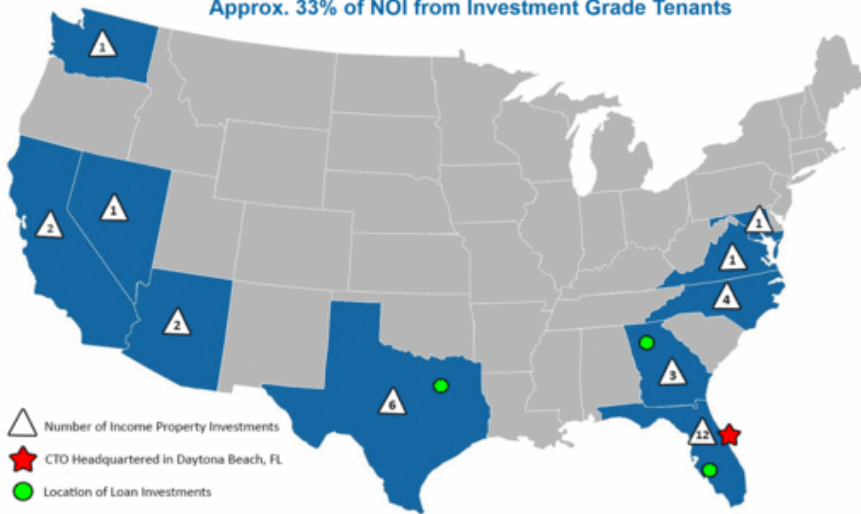 Approx. 33% of NOI from Investment Grade Tenants
1
2
1
2
6
1
1
4
3
12
Number of Income Property Investments
CTO Headquartered in Daytona Beach, FL
Location of Loan Investments